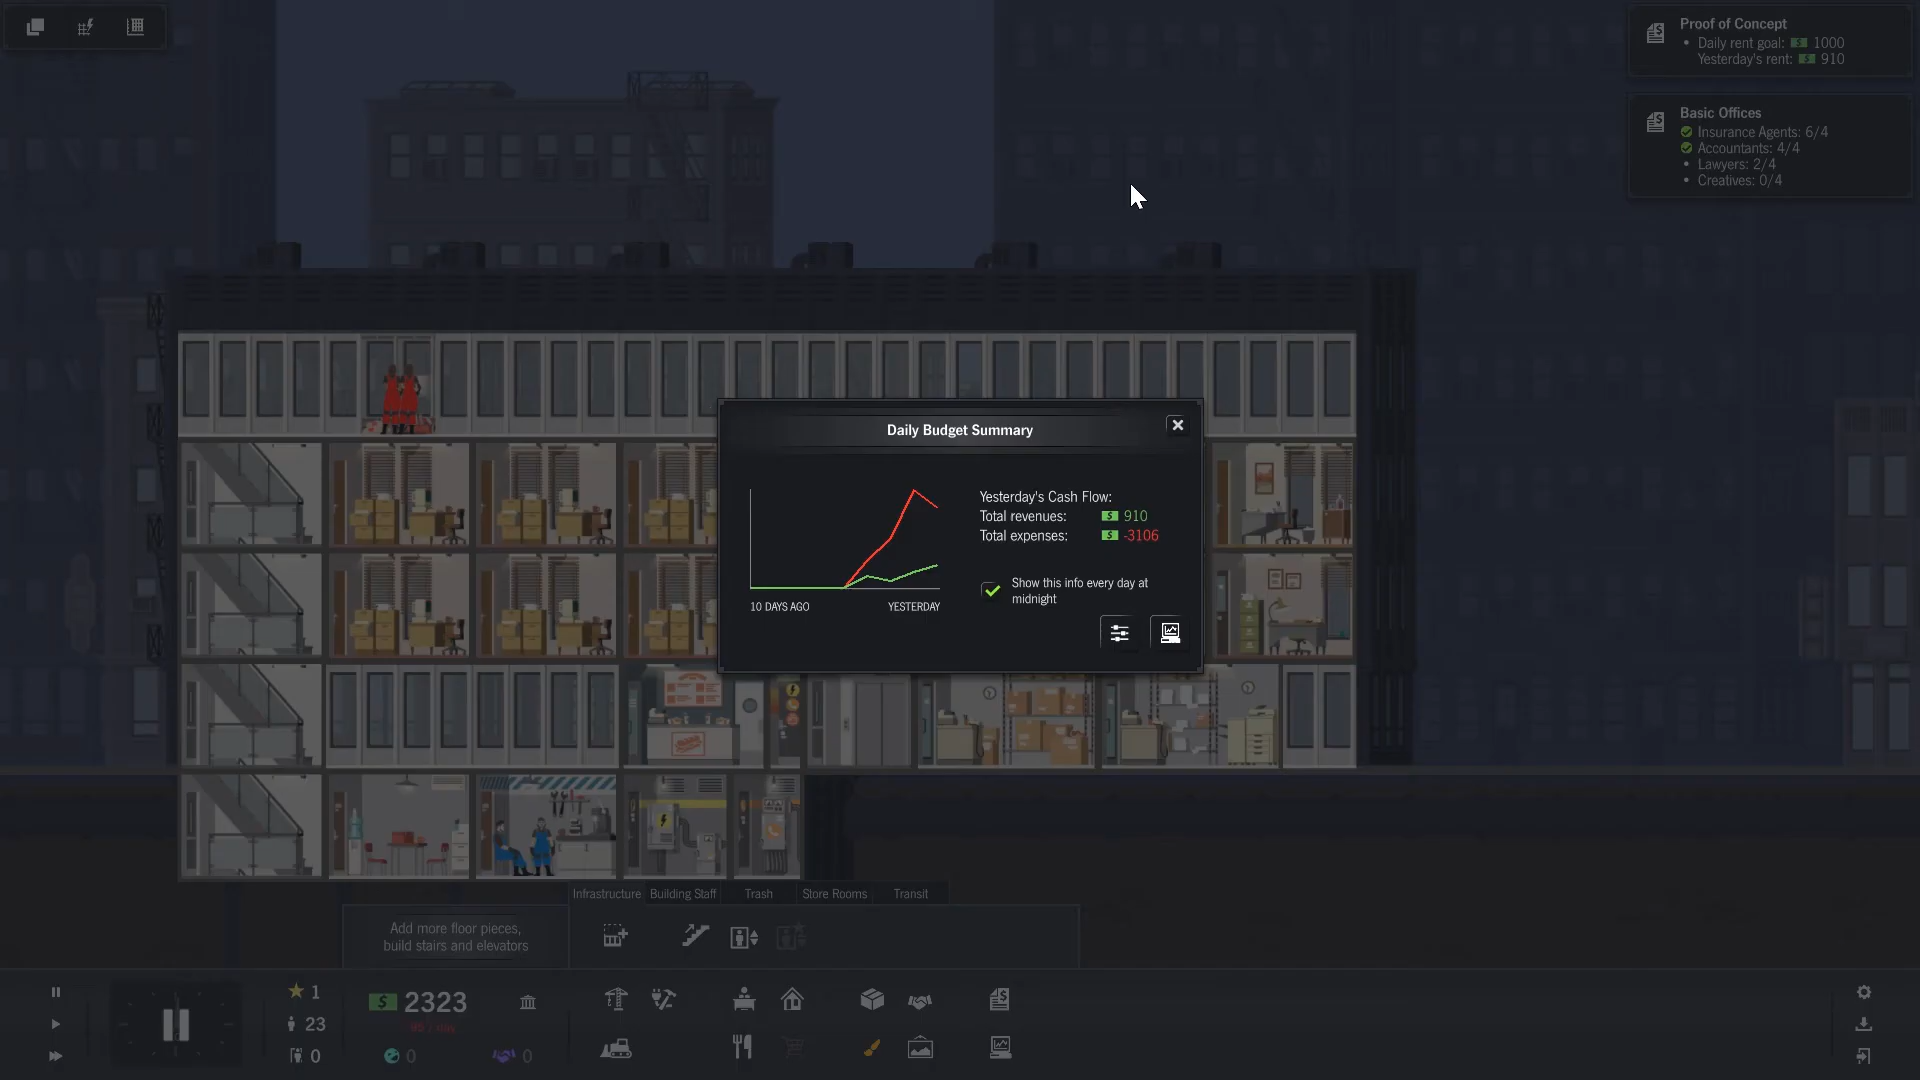 Proof of Concept
• Daily rent goal: $ 1000
Yesterday's rent: $ 910
Basic Offices
Insurance Agents: 6/4
Accountants: 4/4
• Lawyers: 2/4
• Creatives: 0/4
Daily Budget Summary
Yesterday's Cash Flow:
Total revenues: $ 910
Total expenses: $ -3106
Show this info every day at
midnight
10 DAYS AGO
YESTERDAY
Infrastructure
Building Staff
Trash
Store Rooms
Transit
Add more floor pieces,
build stairs and elevators
1
$ 2323
23
0
0
0